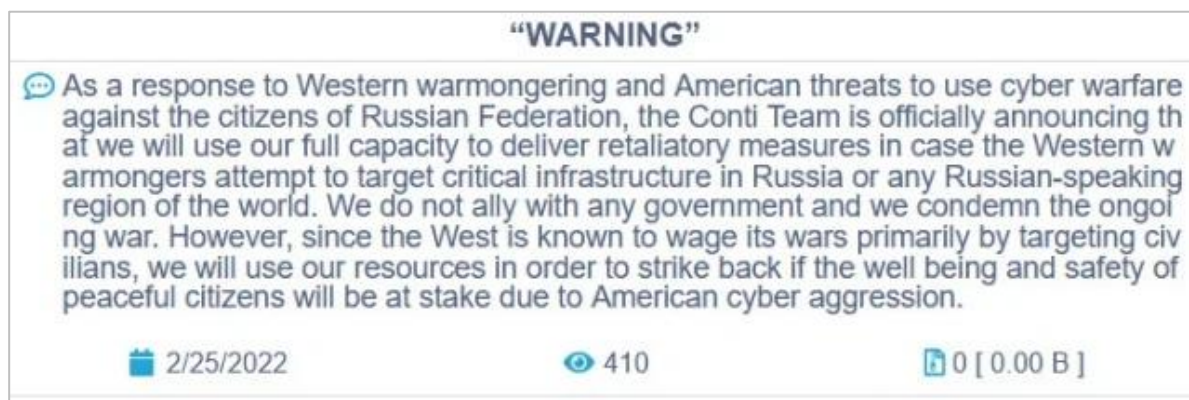 “WARNING”
As a response to Western warmongering and American threats to use cyber warfare
against the citizens of Russian Federation, the Conti Team is officially announcing th
at we will use our full capacity to deliver retaliatory measures in case the Western w
armongers attempt to target critical infrastructure in Russia or any Russian-speaking
region of the world. We do not ally with any government and we condemn the ongoi
ng war. However, since the West is known to wage its wars primarily by targeting civ
ilians, we will use our resources in order to strike back if the well being and safety of
peaceful citizens will be at stake due to American cyber aggression.
2/25/2022 410 0 [ 0.00 B ]